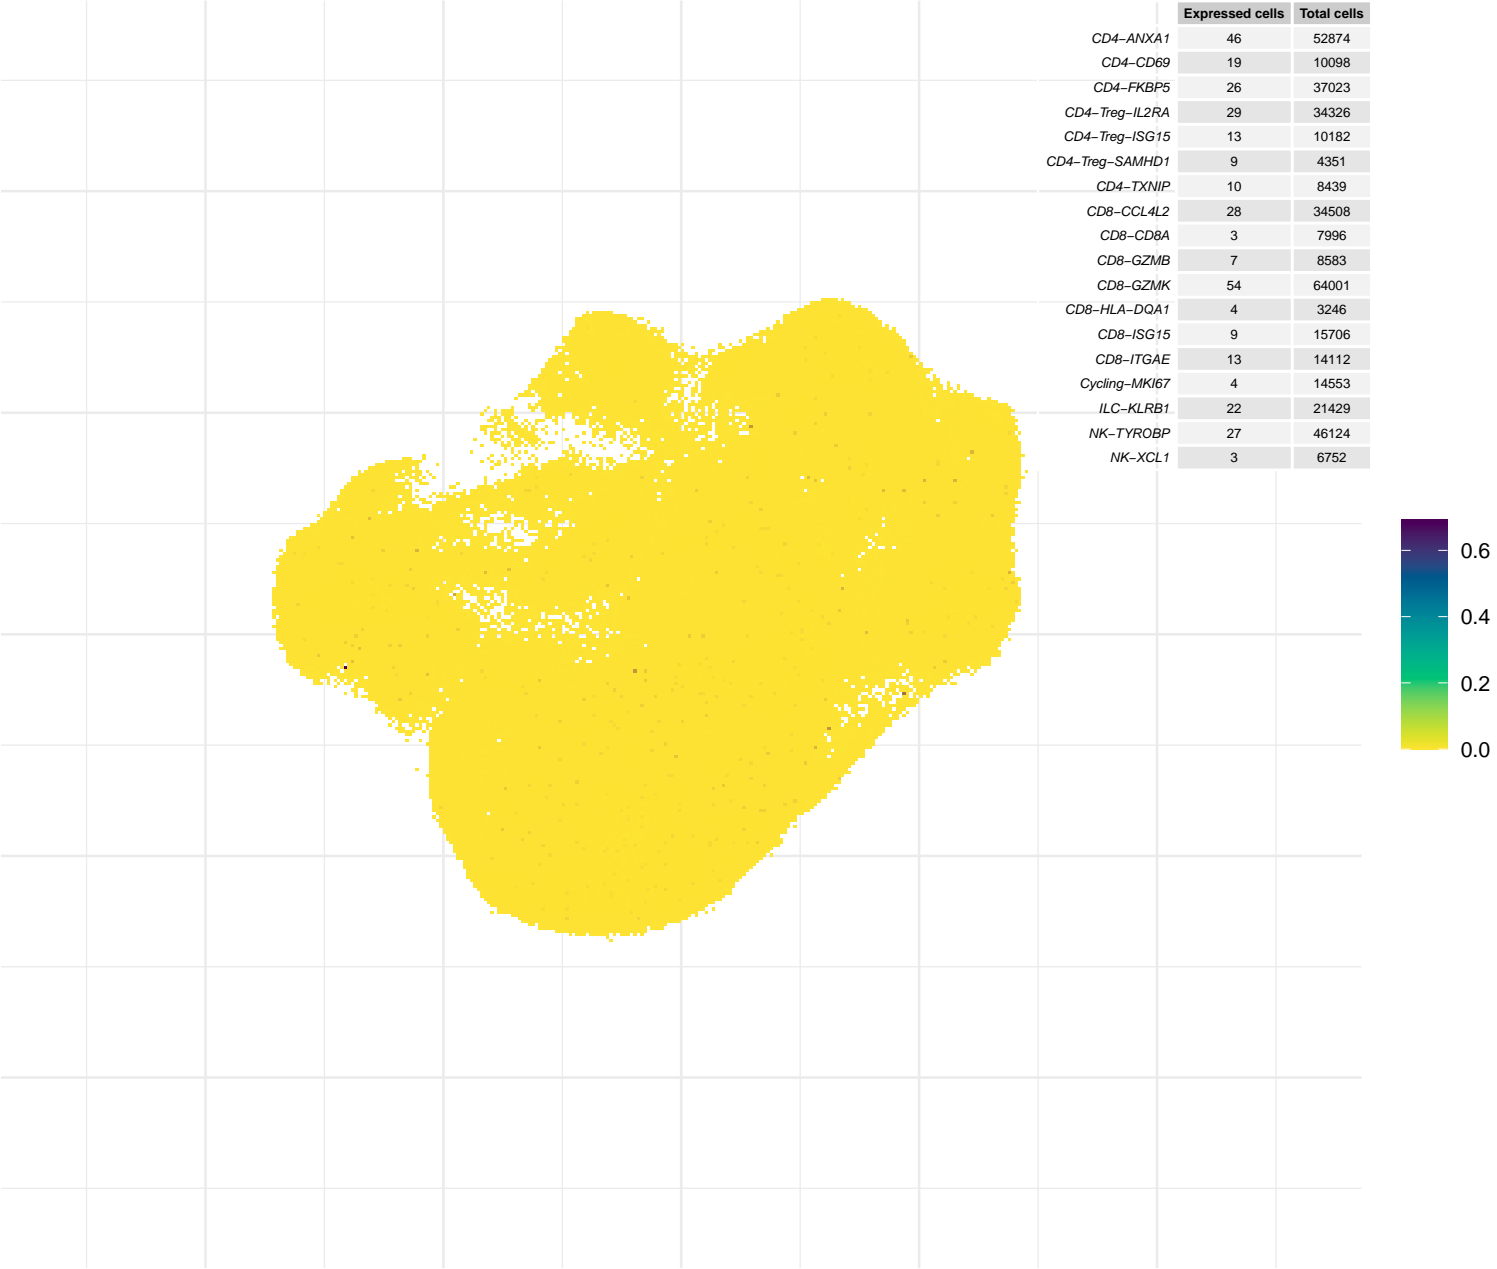 Expressed cells Total cells
CD4−ANXA1 46 52874
CD4−CD69 19 10098
CD4−FKBP5 26 37023
CD4−Treg−IL2RA 29 34326
CD4−Treg−ISG15 13 10182
CD4−Treg−SAMHD1 9 4351
CD4−TXNIP 10 8439
CD8−CCL4L2 28 34508
CD8−CD8A 3 7996
CD8−GZMB 7 8583
CD8−GZMK 54 64001
CD8−HLA−DQA1 4 3246
CD8−ISG15 9 15706
CD8−ITGAE 13 14112
Cycling−MKI67 4 14553
ILC−KLRB1 22 21429
NK−TYROBP 27 46124
NK−XCL1 3 6752
0.6
0.4
0.2
0.0